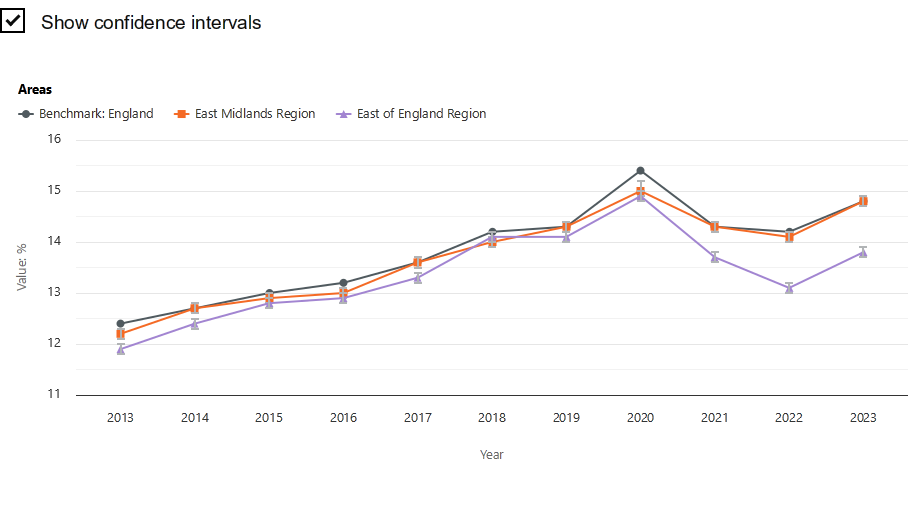 Show confidence intervals
Areas
Benchmark: England East Midlands Region East of England Region
16
15
14
13
12
11
Value: %
2013 2014 2015 2016 2017 2018 2019 2020 2021 2022 2023
Year